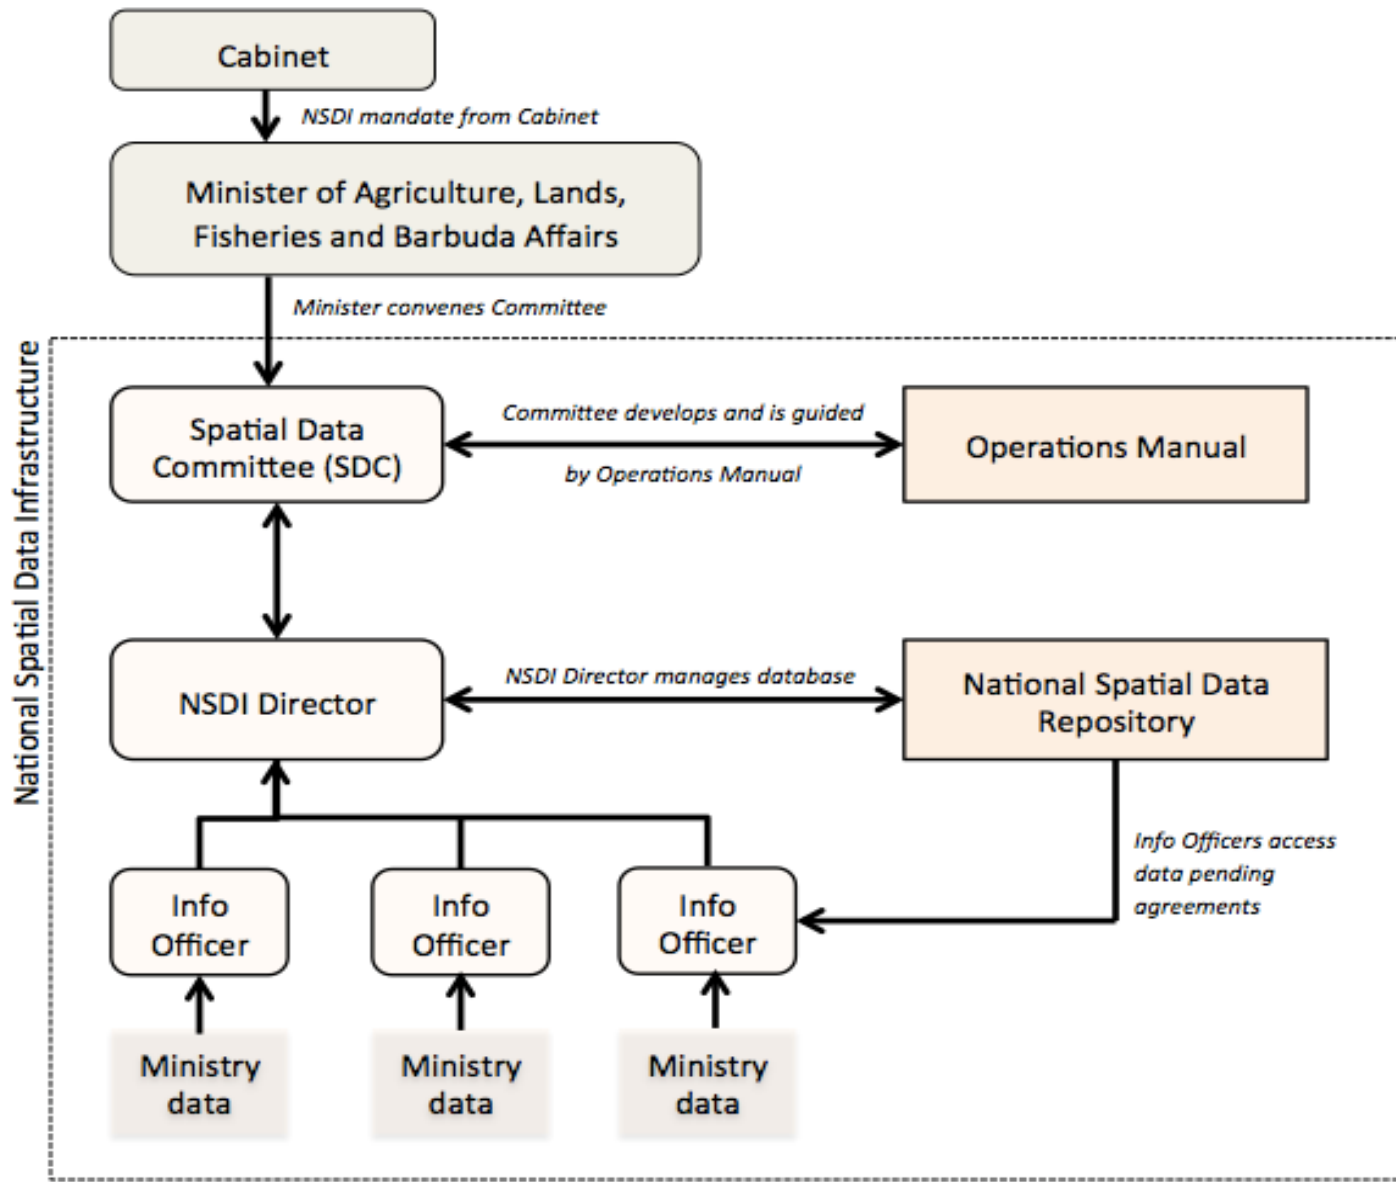 Cabinet
NSDI mandate from Cabinet
Minister of Agriculture, Lands,
Fisheries and Barbuda Affairs
Minister convenes Committee
National Spatial Data Infrastructure
Spatial Data
Committee (SDC)
Committee develops and is guided
by Operations Manual
Operations Manual
NSDI Director
NSDI Director manages database
National Spatial Data
Repository
Info Officers access
data pending
agreements
Info
Officer
Info
Officer
Info
Officer
Ministry
data
Ministry
data
Ministry
data